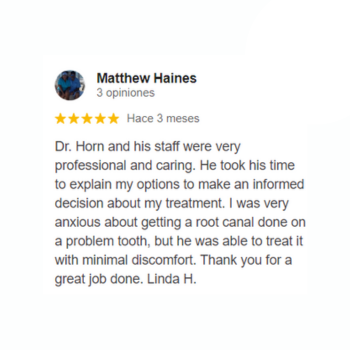 Matthew Haines
3 opiniones
Hace 3 meses
Dr. Horn and his staff were very
professional and caring. He took his time
to explain my options to make an informed
decision about my treatment. I was very
anxious about getting a root canal done on
a problem tooth, but he was able to treat it
with minimal discomfort. Thank you for a
great job done. Linda H.